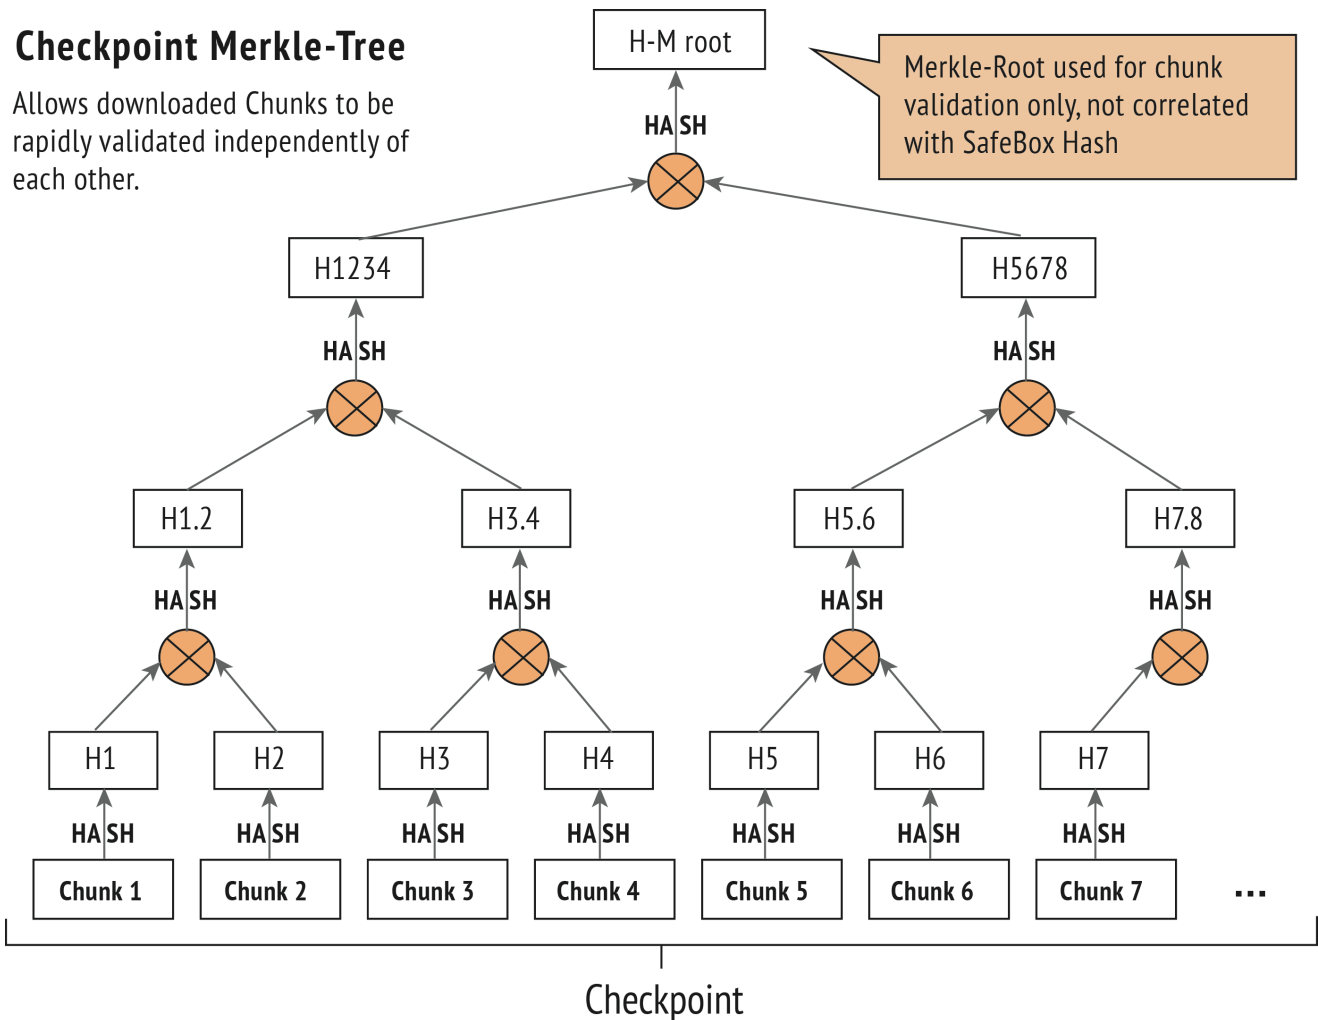 Checkpoint Merkle-Tree
Allows downloaded Chunks to be
rapidly validated independently of
each other.
H-M root
Merkle-Root used for chunk
validation only, not correlated
with SafeBox Hash
HASH
H1234
H5678
HASH
HASH
H1.2
H3.4
H5.6
H7.8
HASH
HASH
HASH
HASH
H1
H2
H3
H4
H5
H6
H7
HASH
HASH
HASH
HASH
HASH
HASH
HASH
Chunk 1
Chunk 2
Chunk 3
Chunk 4
Chunk 5
Chunk 6
Chunk 7
...
Checkpoint